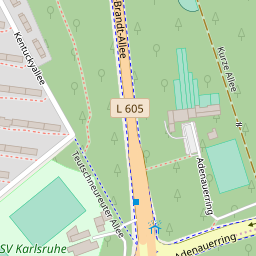 Kentuckyallee
Brandt-Allee
Kurze Allee
L 605
Teutschneureuter Allee
Adenauerring
SV Karlsruhe
Adenauerring